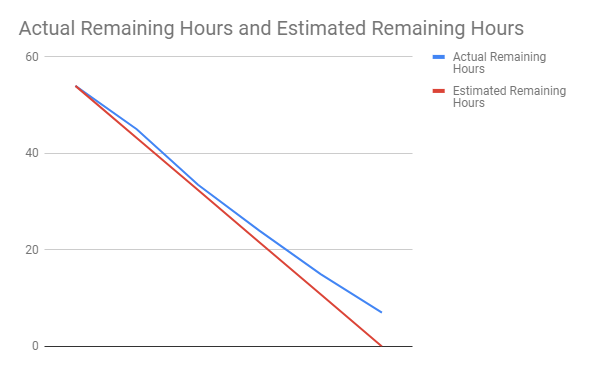 Actual Remaining Hours and Estimated Remaining Hours
60
40
20
0
Actual Remaining
Hours
Estimated Remaining
Hours